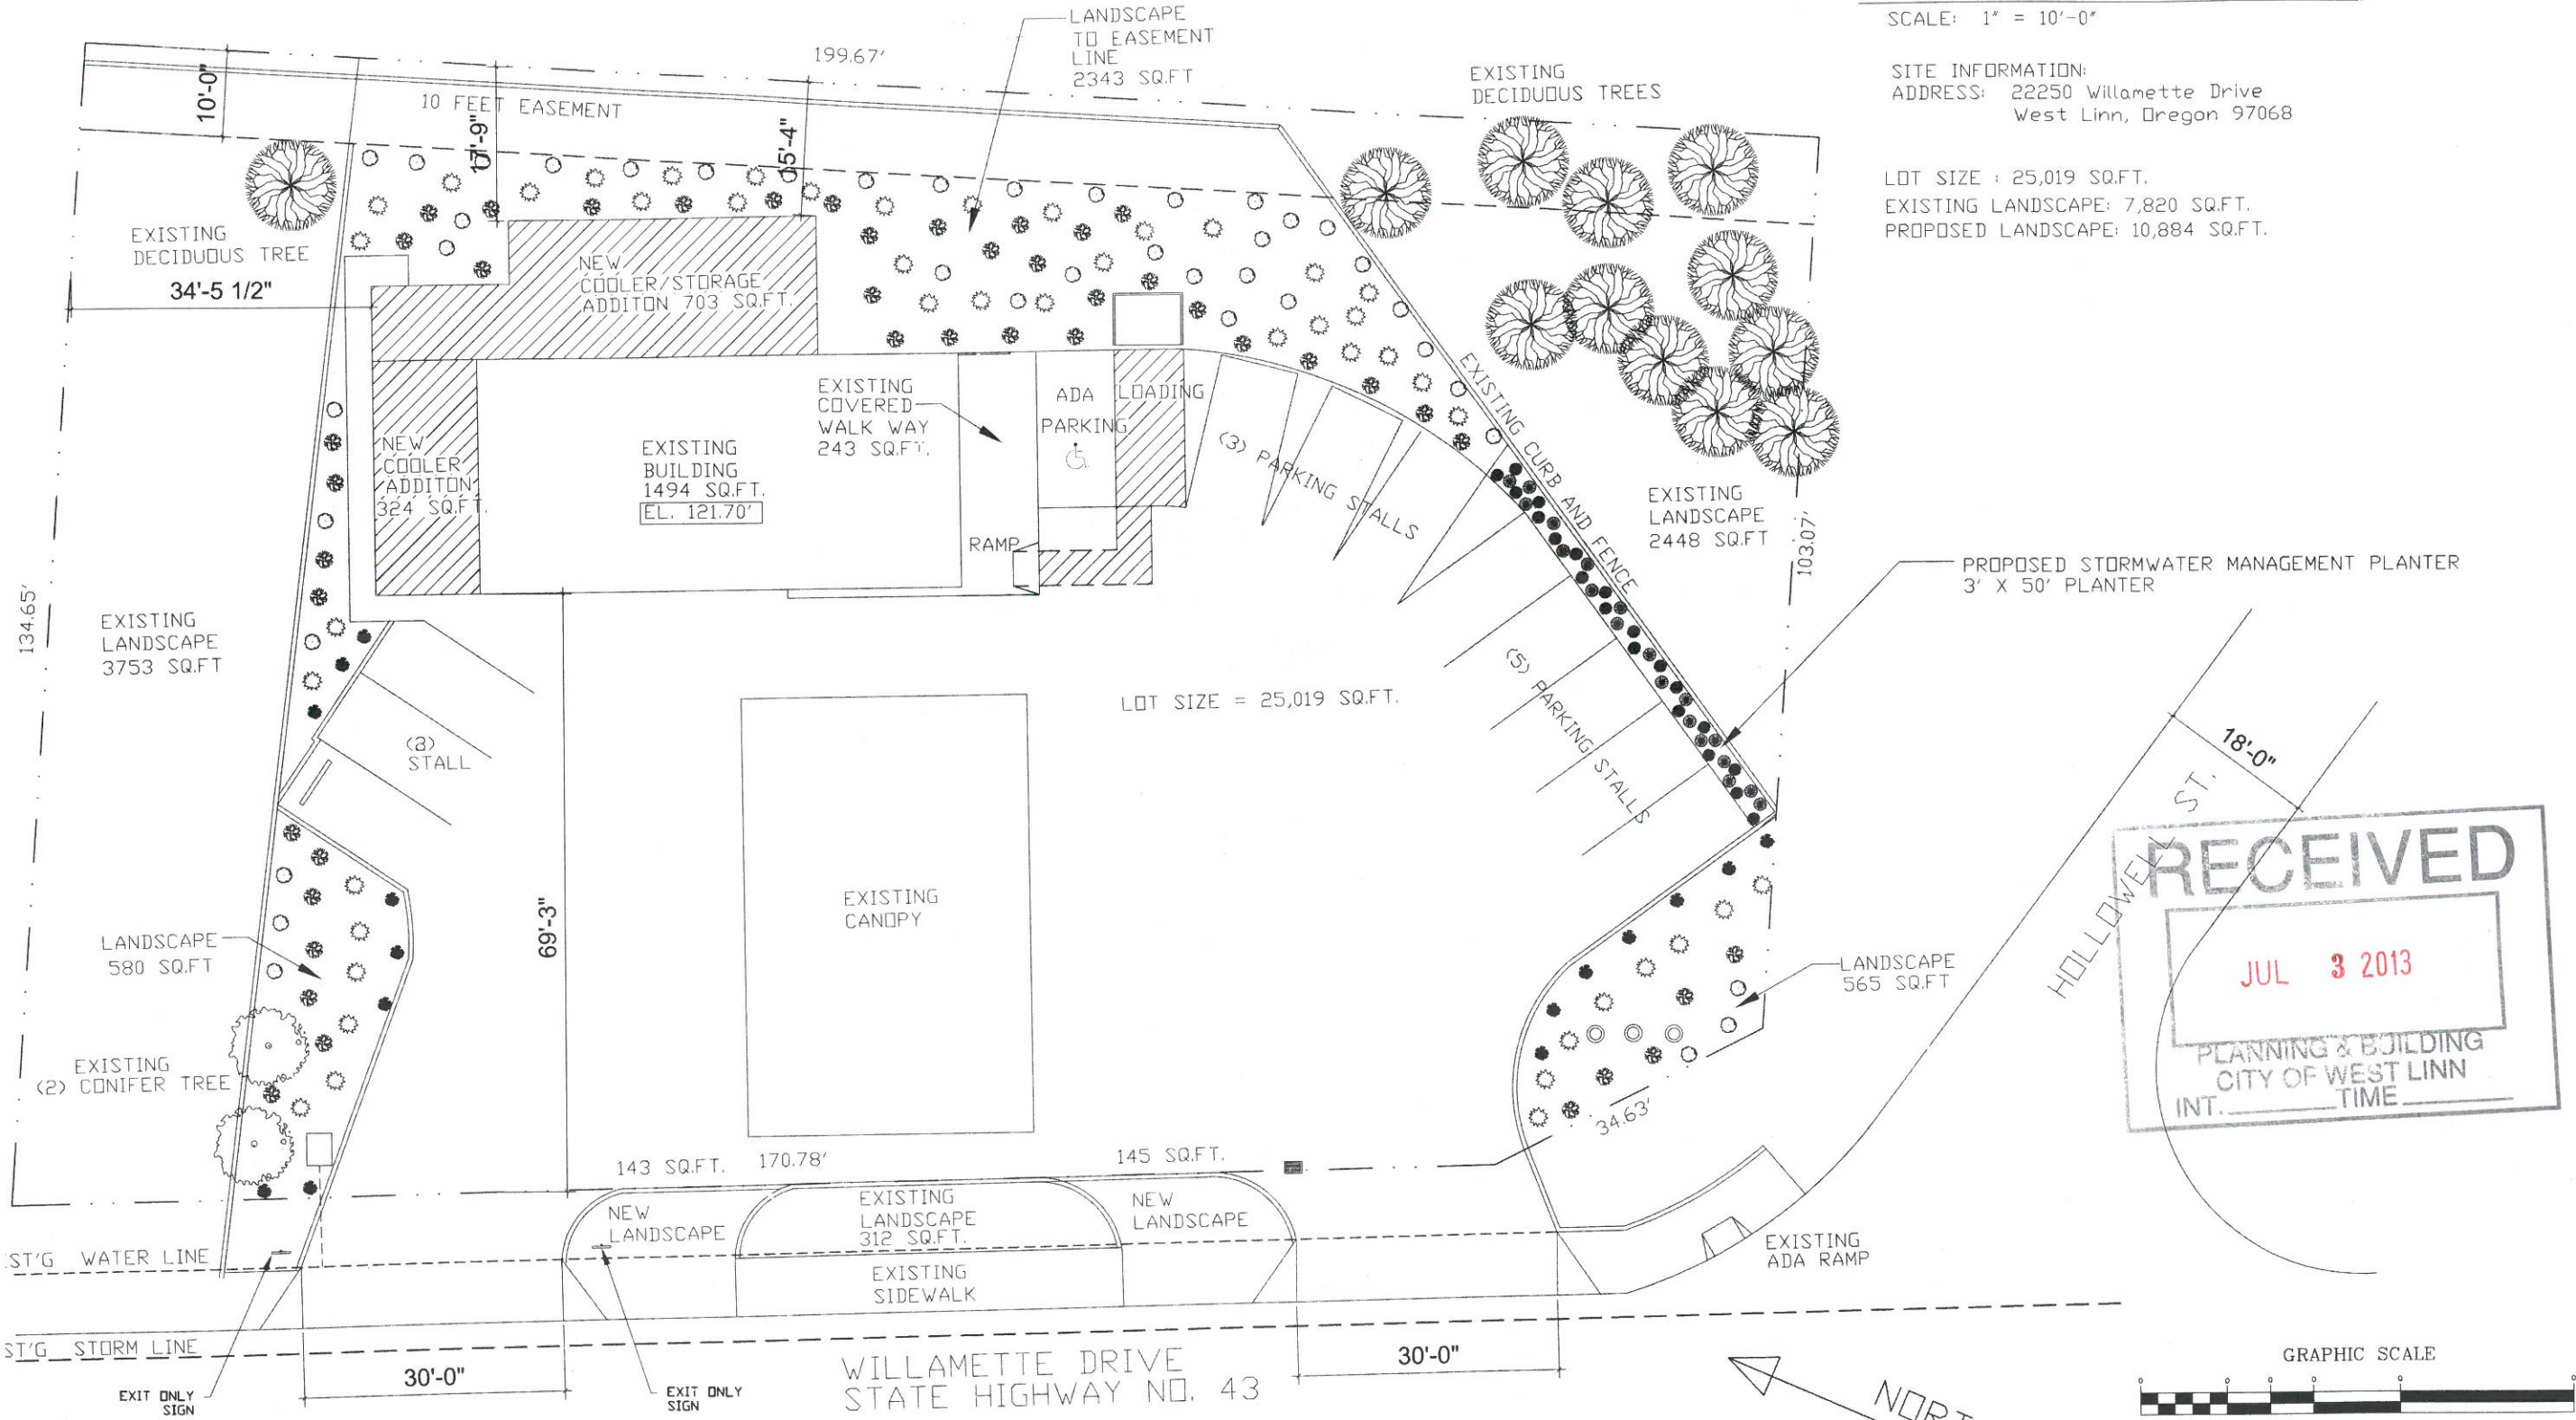 LANDSCAPE
TO EASEMENT
LINE
2343 SQ.FT
SCALE: 1" = 10'-0"
SITE INFORMATION:
ADDRESS: 22250 Willamette Drive
West Linn, Oregon 97068
LOT SIZE : 25,019 SQ.FT.
EXISTING LANDSCAPE: 7,820 SQ.FT.
PROPOSED LANDSCAPE: 10,884 SQ.FT.
199.67'
10'-0"
10 FEET EASEMENT
15'-4"
EXISTING
DECIDUOUS TREES
EXISTING
DECIDUOUS TREE
34'-5 1/2"
NEW
COOLER/STORAGE
ADDITON 703 SQ.FT.
NEW
COOLER
ADDITON
324 SQ.FT.
EXISTING
BUILDING
1494 SQ.FT.
EL. 121.70'
EXISTING
COVERED
WALK WAY
243 SQ.FT.
ADA
PARKING
LOADING
RAMP
(3) PARKING STALLS
EXISTING CURB AND FENCE
EXISTING
LANDSCAPE
2448 SQ.FT
103.07'
PROPOSED STORMWATER MANAGEMENT PLANTER
3' X 50' PLANTER
134.65'
EXISTING
LANDSCAPE
3753 SQ.FT
STALL
LOT SIZE = 25,019 SQ.FT.
(5) PARKING STALLS
18'-0"
HOLLOWELL ST.
RECEIVED
JUL 3 2013
PLANNING & BUILDING
CITY OF WEST LINN
INT. TIME
EXISTING
CANOPY
69'-3"
LANDSCAPE
580 SQ.FT
LANDSCAPE
565 SQ.FT
EXISTING
(2) CONIFER TREE
34.63'
143 SQ.FT.
170.78'
145 SQ.FT.
NEW
LANDSCAPE
EXISTING
LANDSCAPE
312 SQ.FT.
NEW
LANDSCAPE
EXISTING
SIDEWALK
EXISTING
ADA RAMP
ST'G WATER LINE
ST'G STORM LINE
30'-0"
30'-0"
EXIT ONLY
SIGN
EXIT ONLY
SIGN
WILLAMETTE DRIVE
STATE HIGHWAY NO. 43
NORT
GRAPHIC SCALE